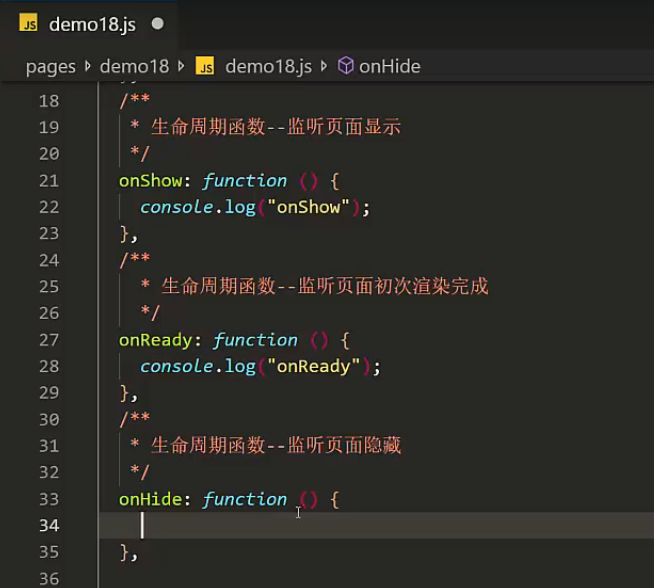 JS demo18.js
pages demo18 JS demo18.js onHide
18 /**
19 * 生命周期函数--监听页面显示
20 */
21 onShow: function () {
22 console.log("onShow");
23 },
24 /**
25 * 生命周期函数--监听页面初次渲染完成
26 */
27 onReady: function () {
28 console.log("onReady");
29 },
30 /**
31 * 生命周期函数--监听页面隐藏
32 */
33 onHide: function () {
34
35 },
36